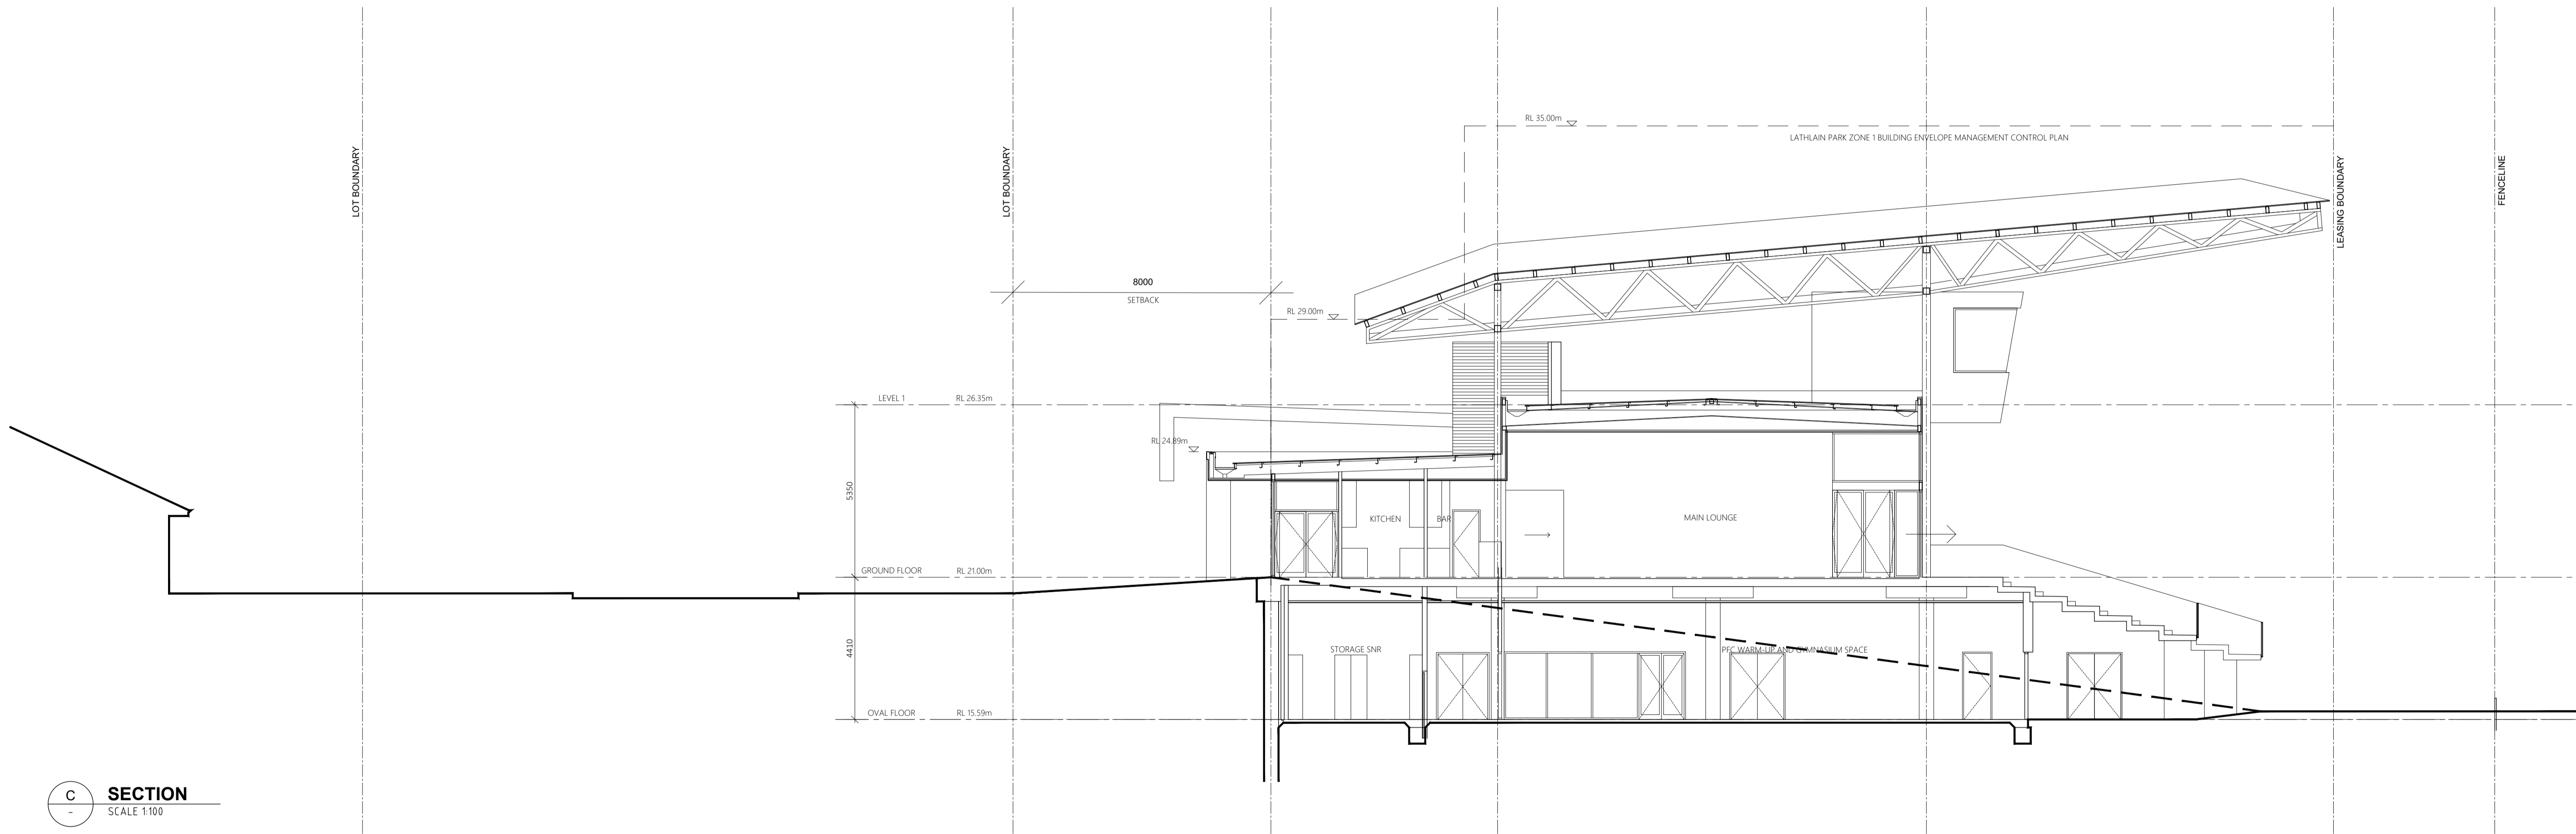 LOT BOUNDARY
LOT BOUNDARY
RL 35.00m
LATHLAIN PARK ZONE 1 BUILDING ENVELOPE MANAGEMENT CONTROL PLAN
LEASING BOUNDARY
FENCELINE
8000
SETBACK
RL 29.00m
LEVEL 1 RL 26.35m
RL 24.89m
5350
KITCHEN BAR MAIN LOUNGE
GROUND FLOOR RL 21.00m
4410
STORAGE SNR PFC WARM-UP AND GYMNASIUM SPACE
OVAL FLOOR RL 15.59m
C
-
SECTION
SCALE 1:100